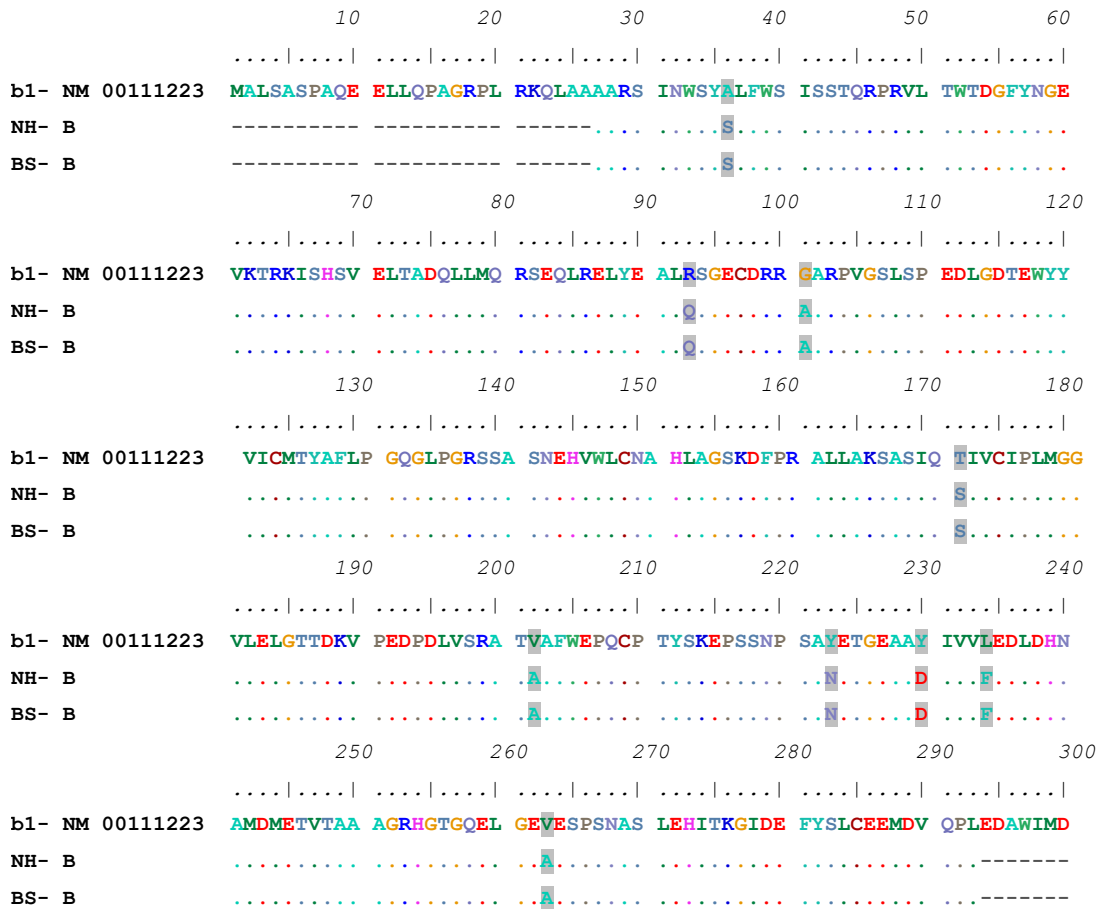 10 20 30 40 50 60
....|....| ....|....| ....|....| ....|....| ....|....| ....|....|
b1- NM 00111223 MALSASPAQE ELLQPAGRPL RKQLAAAARS INWSYALFWS ISSTQRPRVL TWTDGFYNGE
NH- B ---------- ---------- ------.... .....S.... .......... ..........
BS- B ---------- ---------- ------.... .....S.... .......... ..........
70 80 90 100 110 120
....|....| ....|....| ....|....| ....|....| ....|....| ....|....|
b1- NM 00111223 VKTRKISHSV ELTADQLLMQ RSEQLRELYE ALRSGECDRR GARPVGSLSP EDLGDTEWYY
NH- B .......... .......... .......... ..Q....... A......... ..........
BS- B .......... .......... .......... ..Q....... A......... ..........
130 140 150 160 170 180
....|....| ....|....| ....|....| ....|....| ....|....| ....|....|
b1- NM 00111223 VICMTYAFLP GQGLPGRSSA SNEHVWLCNA HLAGSKDFPR ALLAKSASIQ TIVCIPLMGG
NH- B .......... .......... .......... .......... .......... S.........
BS- B .......... .......... .......... .......... .......... S.........
190 200 210 220 230 240
....|....| ....|....| ....|....| ....|....| ....|....| ....|....|
b1- NM 00111223 VLELGTTDKV PEDPDLVSRA TVAFWEPQCP TYSKEPSSNP SAYETGEAAY IVVLEDLDHN
NH- B .......... .......... .A........ .......... ..N......D ...F......
BS- B .......... .......... .A........ .......... ..N......D ...F......
250 260 270 280 290 300
....|....| ....|....| ....|....| ....|....| ....|....| ....|....|
b1- NM 00111223 AMDMETVTAA AGRHGTGQEL GEVESPSNAS LEHITKGIDE FYSLCEEMDV QPLEDAWIMD
NH- B .......... .......... ..A....... .......... .......... ...-------
BS- B .......... .......... ..A....... .......... .......... ...-------